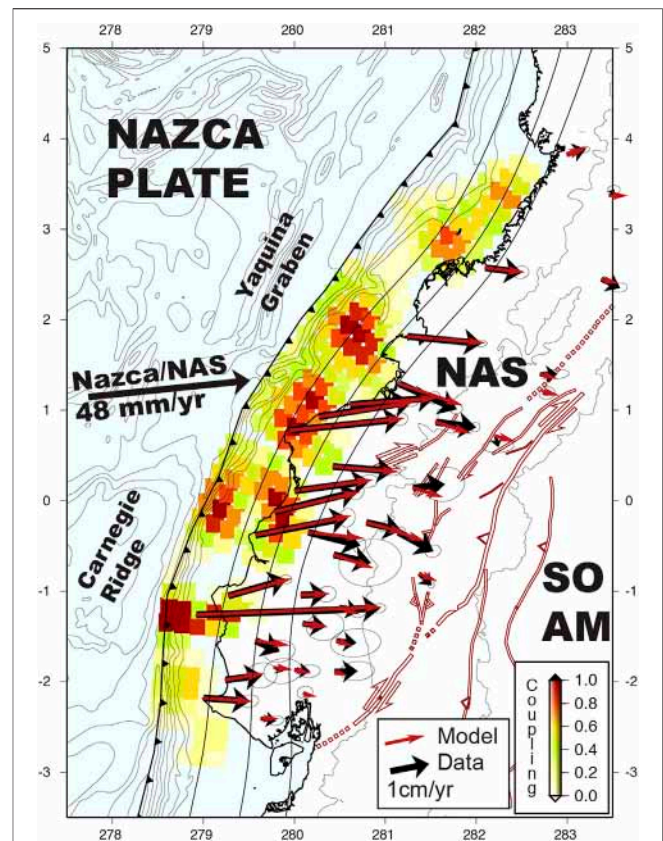 278 279 280 281 282 283
5 5
4 4
3 3
2 2
1 1
0 0
-1 -1
-2 -2
-3 -3
NAZCA
PLATE
Yaquina
Graben
Nazca/NAS
48 mm/yr
NAS
Carnegie
Ridge
SO
AM
Coupling
1.0
0.8
0.6
0.4
0.2
0.0
Model
Data
1cm/yr
278 279 280 281 282 283